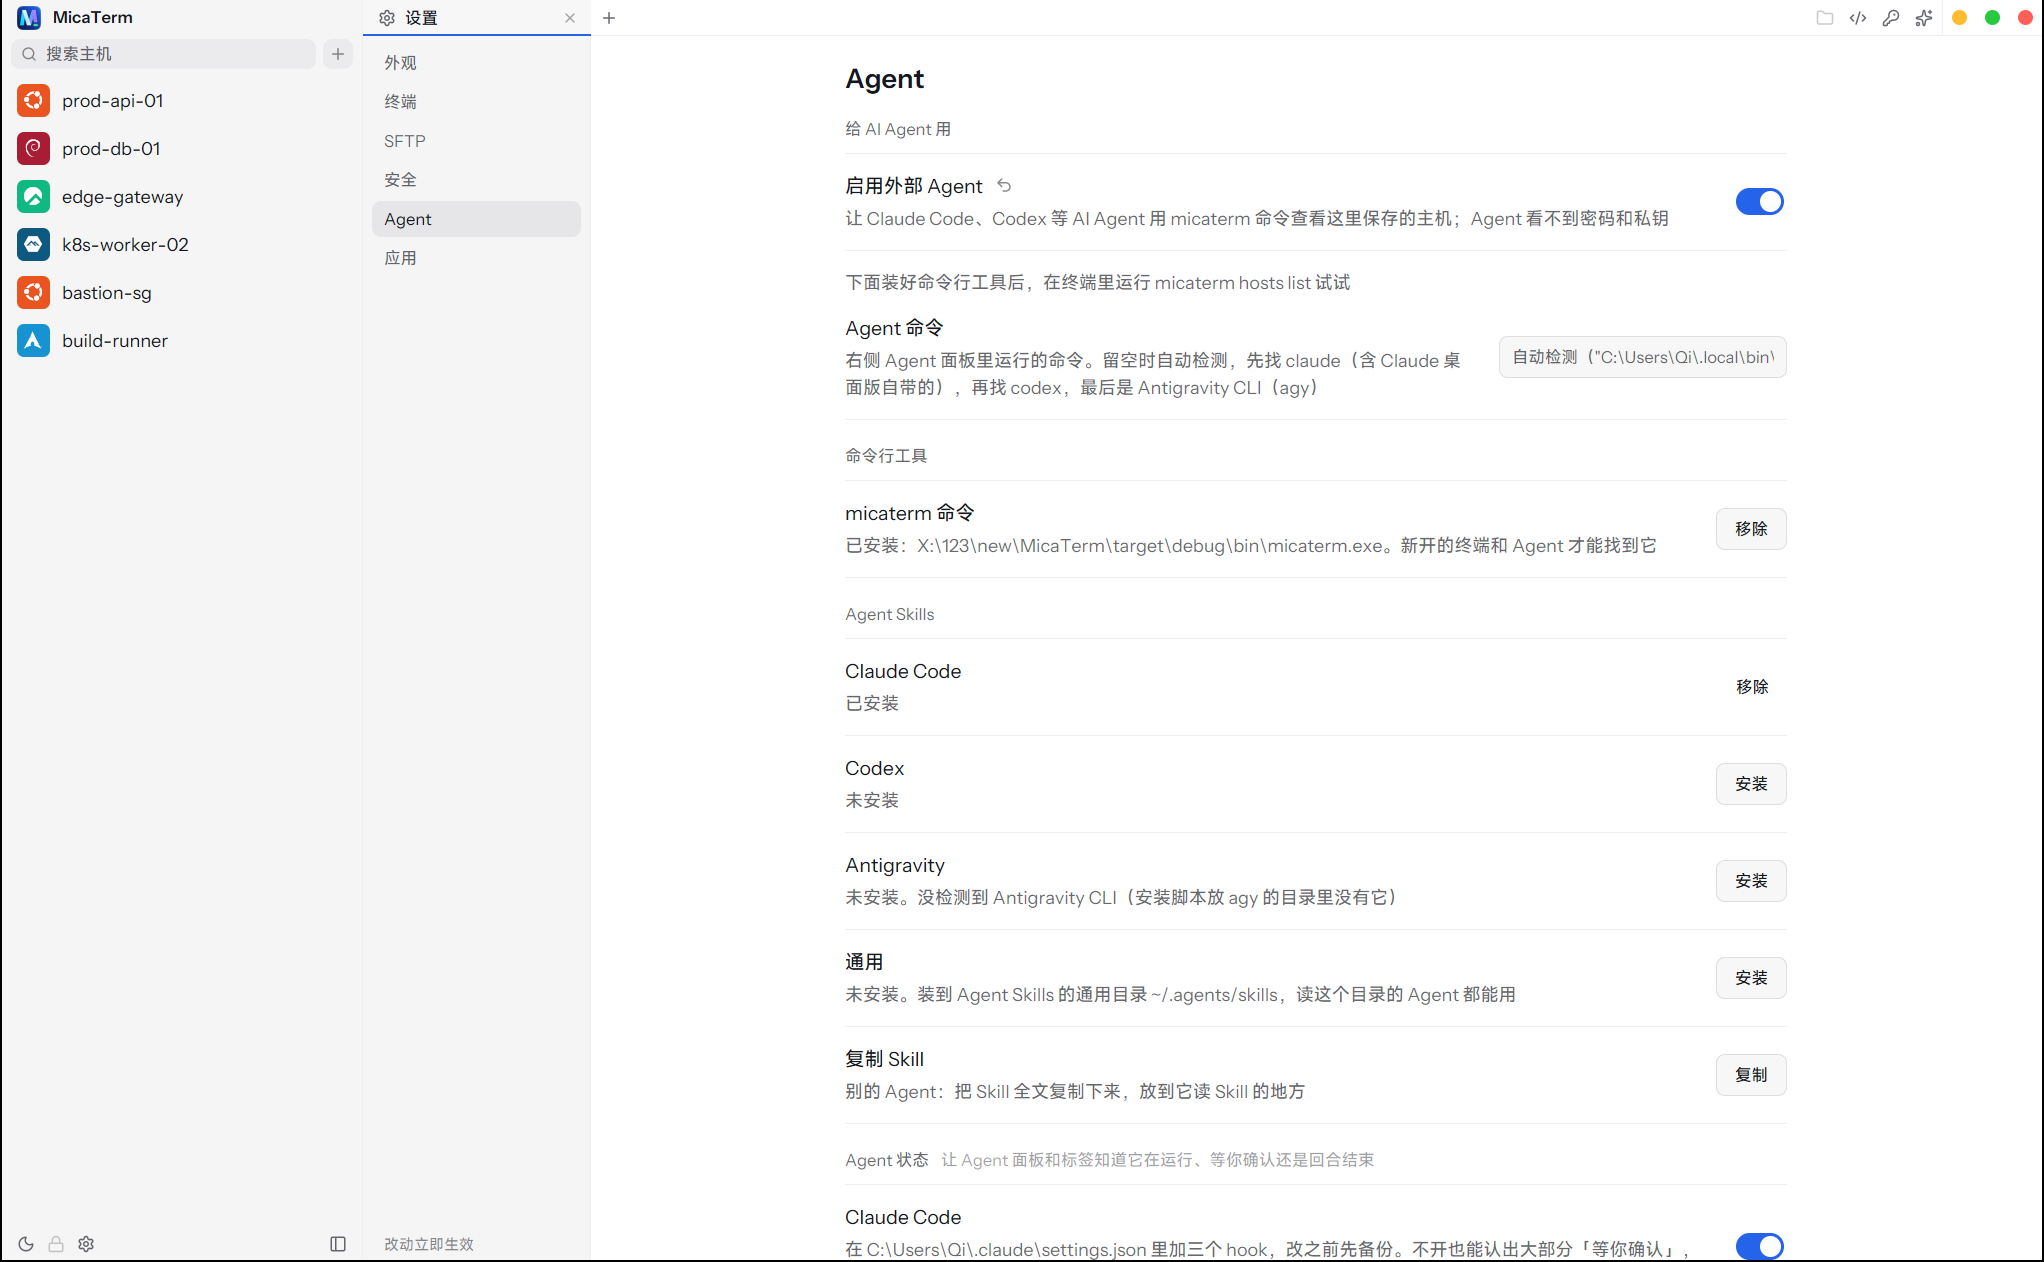 MicaTerm
搜索主机
prod-api-01
prod-db-01
edge-gateway
k8s-worker-02
bastion-sg
build-runner
设置
外观
终端
SFTP
安全
Agent
应用
改动立即生效
Agent
给 AI Agent 用
启用外部 Agent
让 Claude Code、Codex 等 AI Agent 用 micaterm 命令查看这里保存的主机；Agent 看不到密码和私钥
下面装好命令行工具后，在终端里运行 micaterm hosts list 试试
Agent 命令
右侧 Agent 面板里运行的命令。留空时自动检测，先找 claude（含 Claude 桌
面版自带的），再找 codex，最后是 Antigravity CLI（agy）
自动检测（"C:\Users\Qi\.local\bin\
命令行工具
micaterm 命令
已安装：X:\123\new\MicaTerm\target\debug\bin\micaterm.exe。新开的终端和 Agent 才能找到它
移除
Agent Skills
Claude Code
已安装
移除
Codex
未安装
安装
Antigravity
未安装。没检测到 Antigravity CLI（安装脚本放 agy 的目录里没有它）
安装
通用
未安装。装到 Agent Skills 的通用目录 ~/.agents/skills，读这个目录的 Agent 都能用
安装
复制 Skill
别的 Agent：把 Skill 全文复制下来，放到它读 Skill 的地方
复制
Agent 状态 让 Agent 面板和标签知道它在运行、等你确认还是回合结束
Claude Code
在 C:\Users\Qi\.claude\settings.json 里加三个 hook，改之前先备份。不开也能认出大部分「等你确认」，